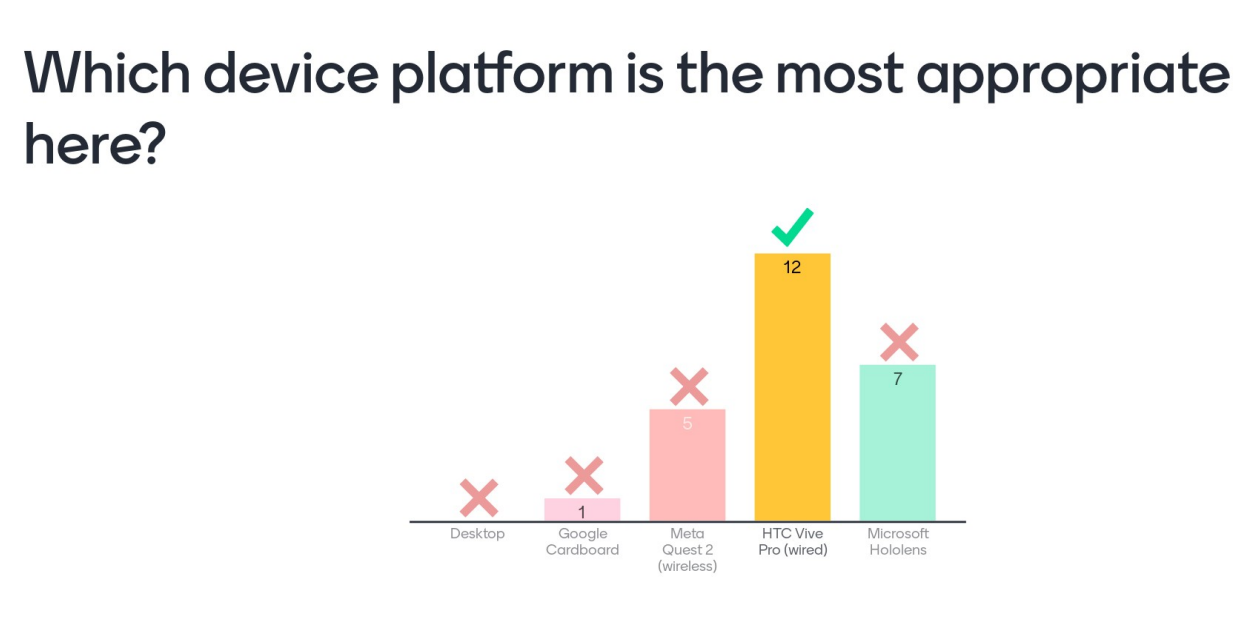 Which device platform is the most appropriate
here?
12
7
5
1
Desktop
Google
Cardboard
Meta
Quest 2
(wireless)
HTC Vive
Pro (wired)
Microsoft
Hololens